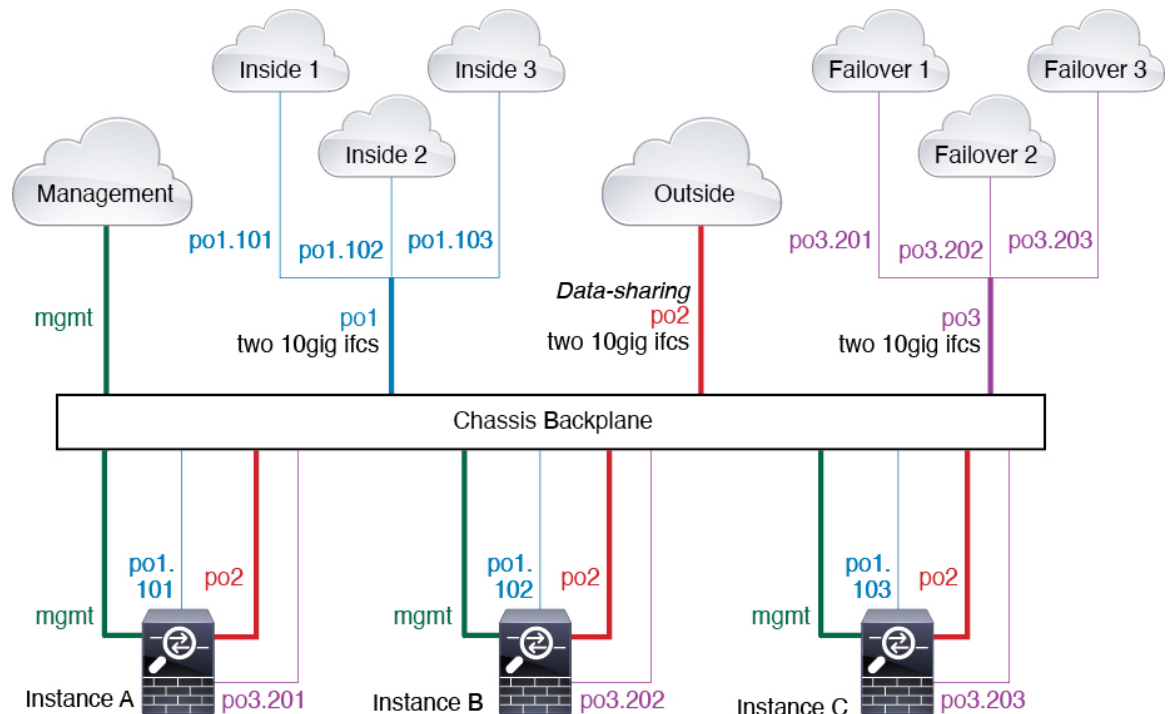 Inside 1
Inside 3
Failover 1
Failover 3
Inside 2
Failover 2
Management
Outside
po1.101
po1.102
po1.103
po3.201
po3.202
po3.203
mgmt
po1
two 10gig ifcs
Data-sharing
po2
two 10gig ifcs
po3
two 10gig ifcs
Chassis Backplane
po1.
101
po2
mgmt
Instance A
po3.201
po1.
102
po2
mgmt
Instance B
po3.202
po1.
103
po2
mgmt
Instance C
po3.203